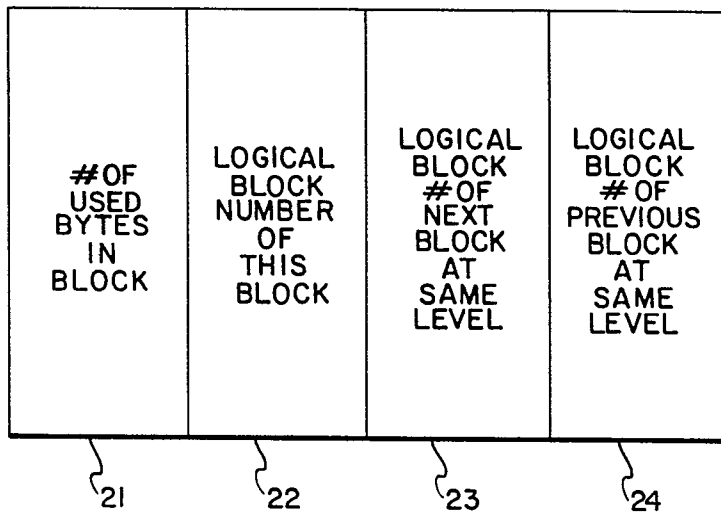 # OF
USED
BYTES
IN
BLOCK
LOGICAL
BLOCK
NUMBER
OF
THIS
BLOCK
LOGICAL
BLOCK
# OF
NEXT
BLOCK
AT
SAME
LEVEL
LOGICAL
BLOCK
# OF
PREVIOUS
BLOCK
AT
SAME
LEVEL
21
22
23
24